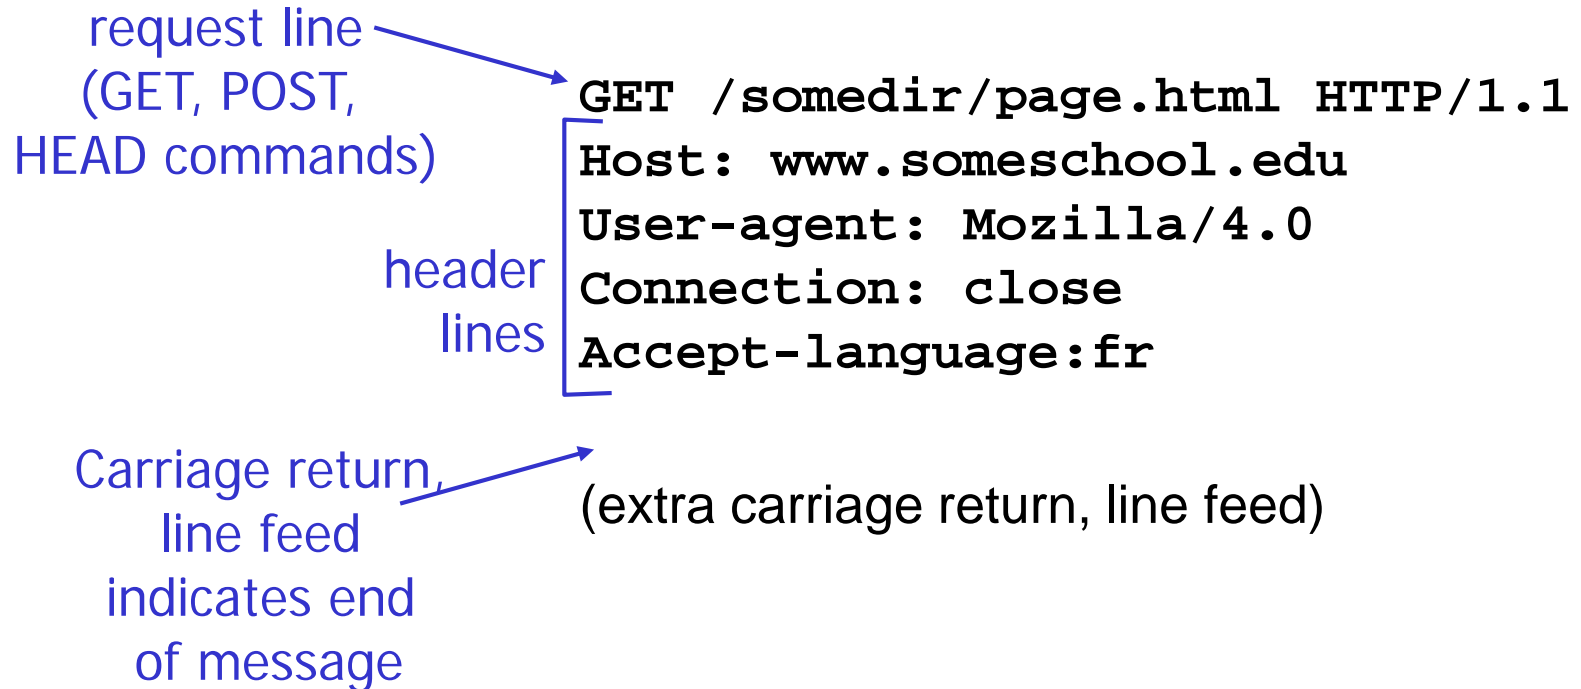 request line
(GET, POST,
HEAD commands)
GET /somedir/page.html HTTP/1.1
Host: www.someschool.edu
User-agent: Mozilla/4.0
Connection: close
Accept-language:fr
header
lines
Carriage return,
line feed
indicates end
of message
(extra carriage return, line feed)